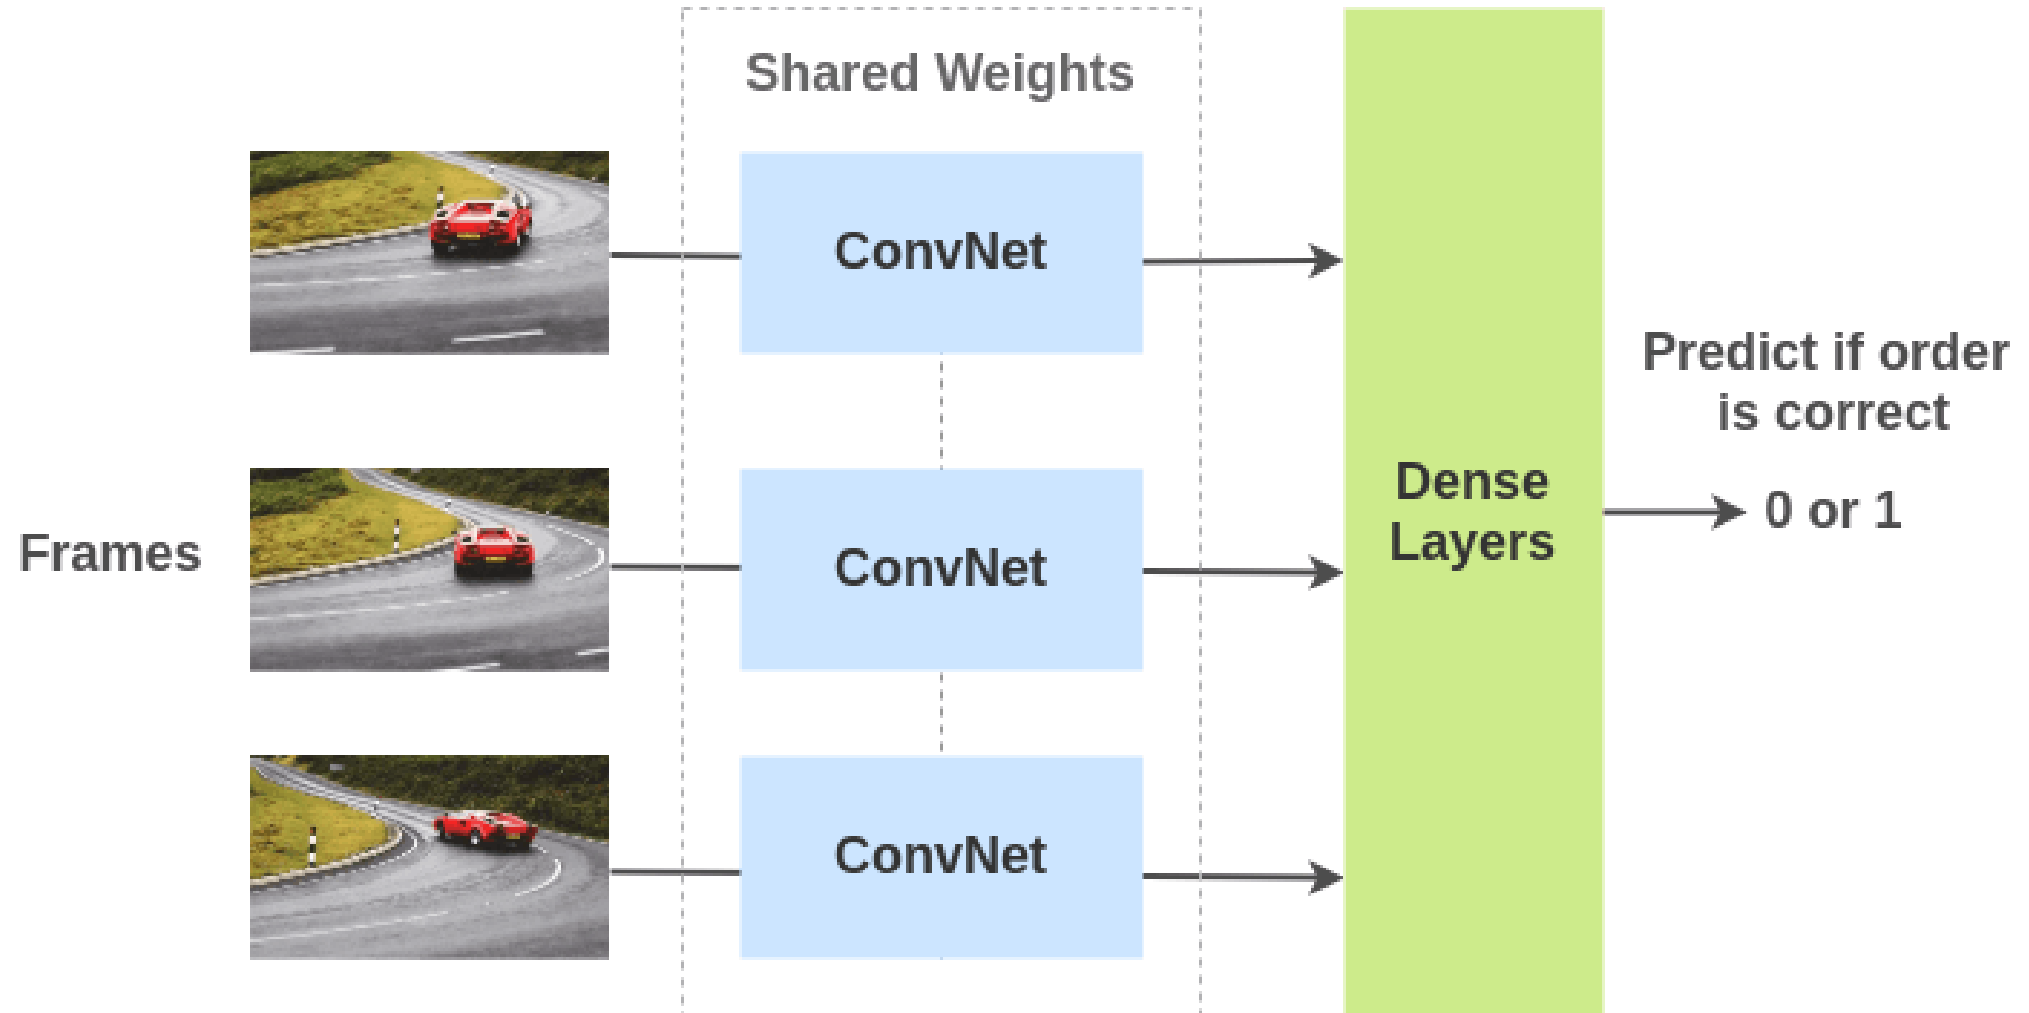 Shared Weights
ConvNet
Predict if order
is correct
Dense
Layers
0 or 1
Frames
ConvNet
ConvNet